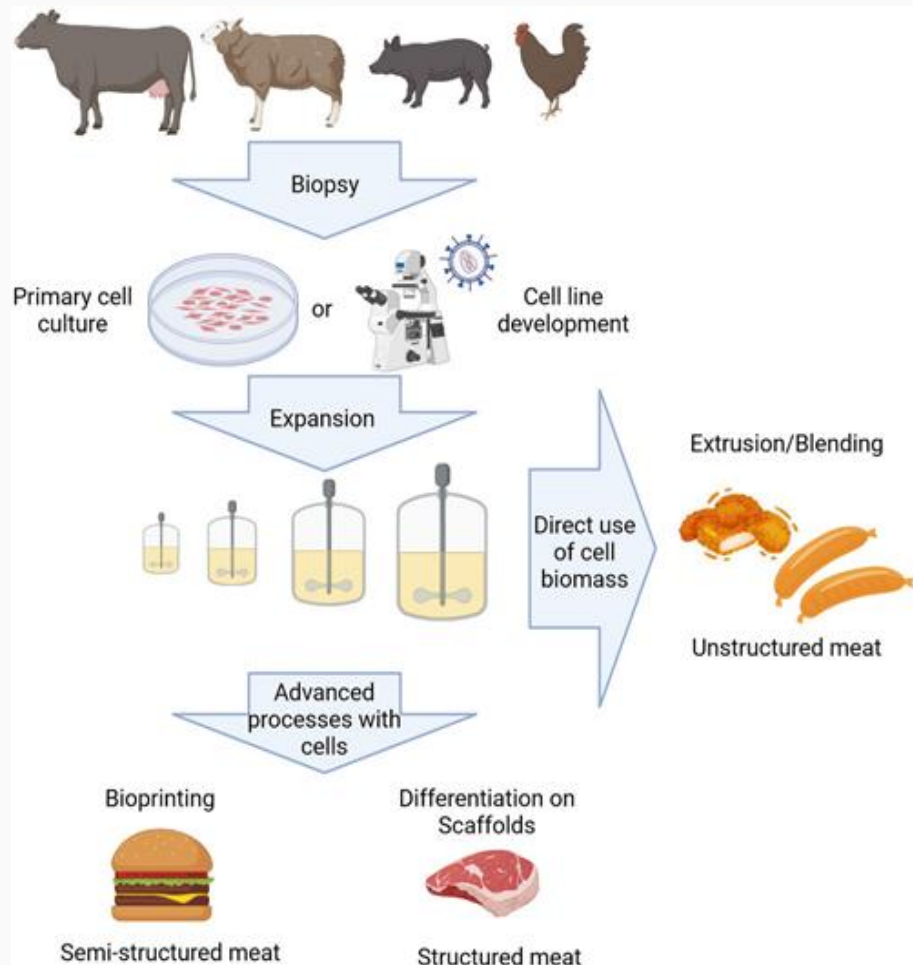 Biopsy
Primary cell
culture
or
Cell line
development
Expansion
Direct use
of cell
biomass
Extrusion/Blending
Unstructured meat
Advanced
processes with
cells
Bioprinting
Semi-structured meat
Differentiation on
Scaffolds
Structured meat